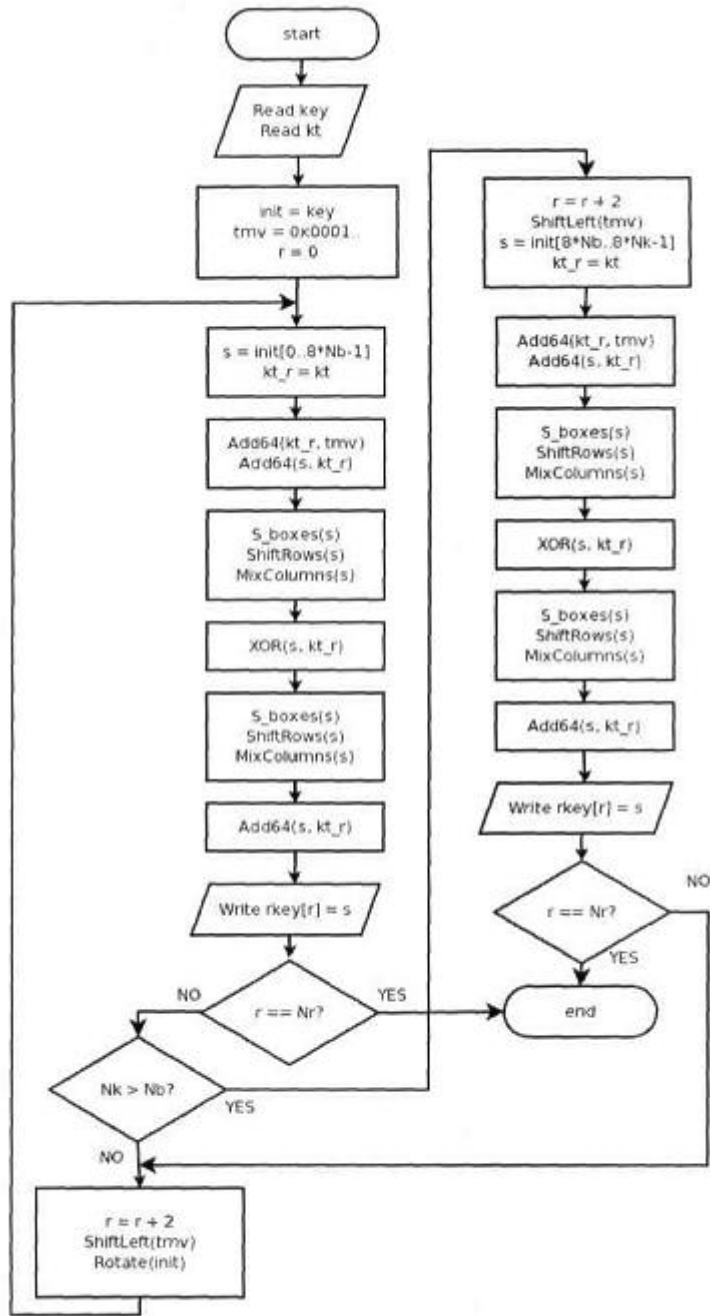 start
Read key
Read kt
init = key
tmv = 0x0001..
r = 0
s = init[0..8*Nb-1]
kt_r = kt
Add64(kt_r, tmv)
Add64(s, kt_r)
S_boxes(s)
ShiftRows(s)
MixColumns(s)
XOR(s, kt_r)
S_boxes(s)
ShiftRows(s)
MixColumns(s)
Add64(s, kt_r)
Write rkey[r] = s
r == Nr?
NO
YES
Nk > Nb?
YES
NO
r = r + 2
ShiftLeft(tmv)
Rotate(init)
r = r + 2
ShiftLeft(tmv)
s = init[8*Nb..8*Nk-1]
kt_r = kt
Add64(kt_r, tmv)
Add64(s, kt_r)
S_boxes(s)
ShiftRows(s)
MixColumns(s)
XOR(s, kt_r)
S_boxes(s)
ShiftRows(s)
MixColumns(s)
Add64(s, kt_r)
Write rkey[r] = s
r == Nr?
NO
YES
end